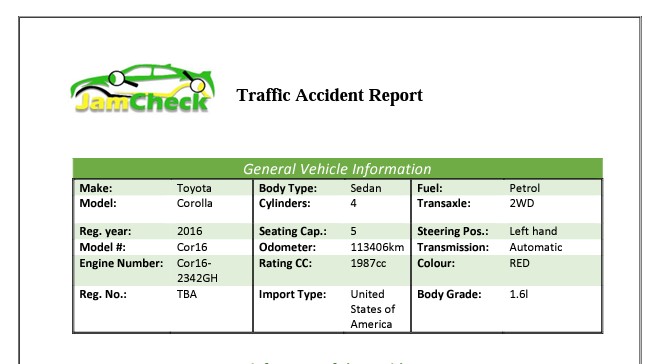 JamCheck
Traffic Accident Report
General Vehicle Information
Make: Toyota Body Type: Sedan Fuel: Petrol
Model: Corolla Cylinders: 4 Transaxle: 2WD
Reg. year: 2016 Seating Cap.: 5 Steering Pos.: Left hand
Model #: Cor16 Odometer: 113406km Transmission: Automatic
Engine Number: Cor16- Rating CC: 1987cc Colour: RED
2342GH
Reg. No.: TBA Import Type: United Body Grade: 1.6l
States of
America